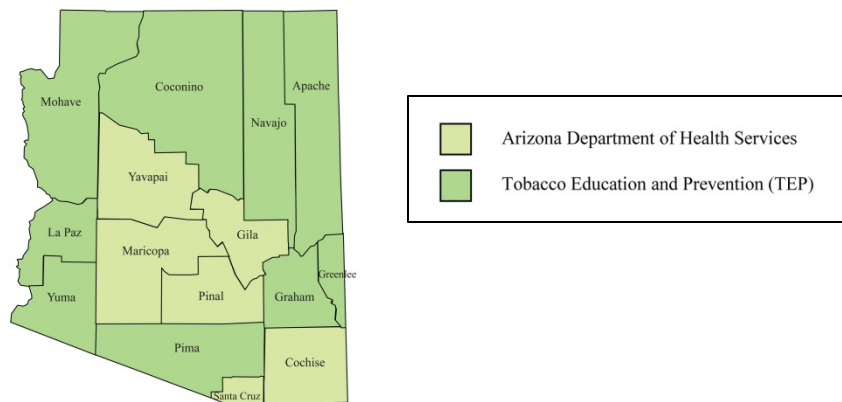 Mohave
Coconino
Navajo
Apache
Yavapai
La Paz
Maricopa
Gila
Yuma
Pinal
Graham
Greenlee
Pima
Cochise
Santa Cruz
Arizona Department of Health Services
Tobacco Education and Prevention (TEP)